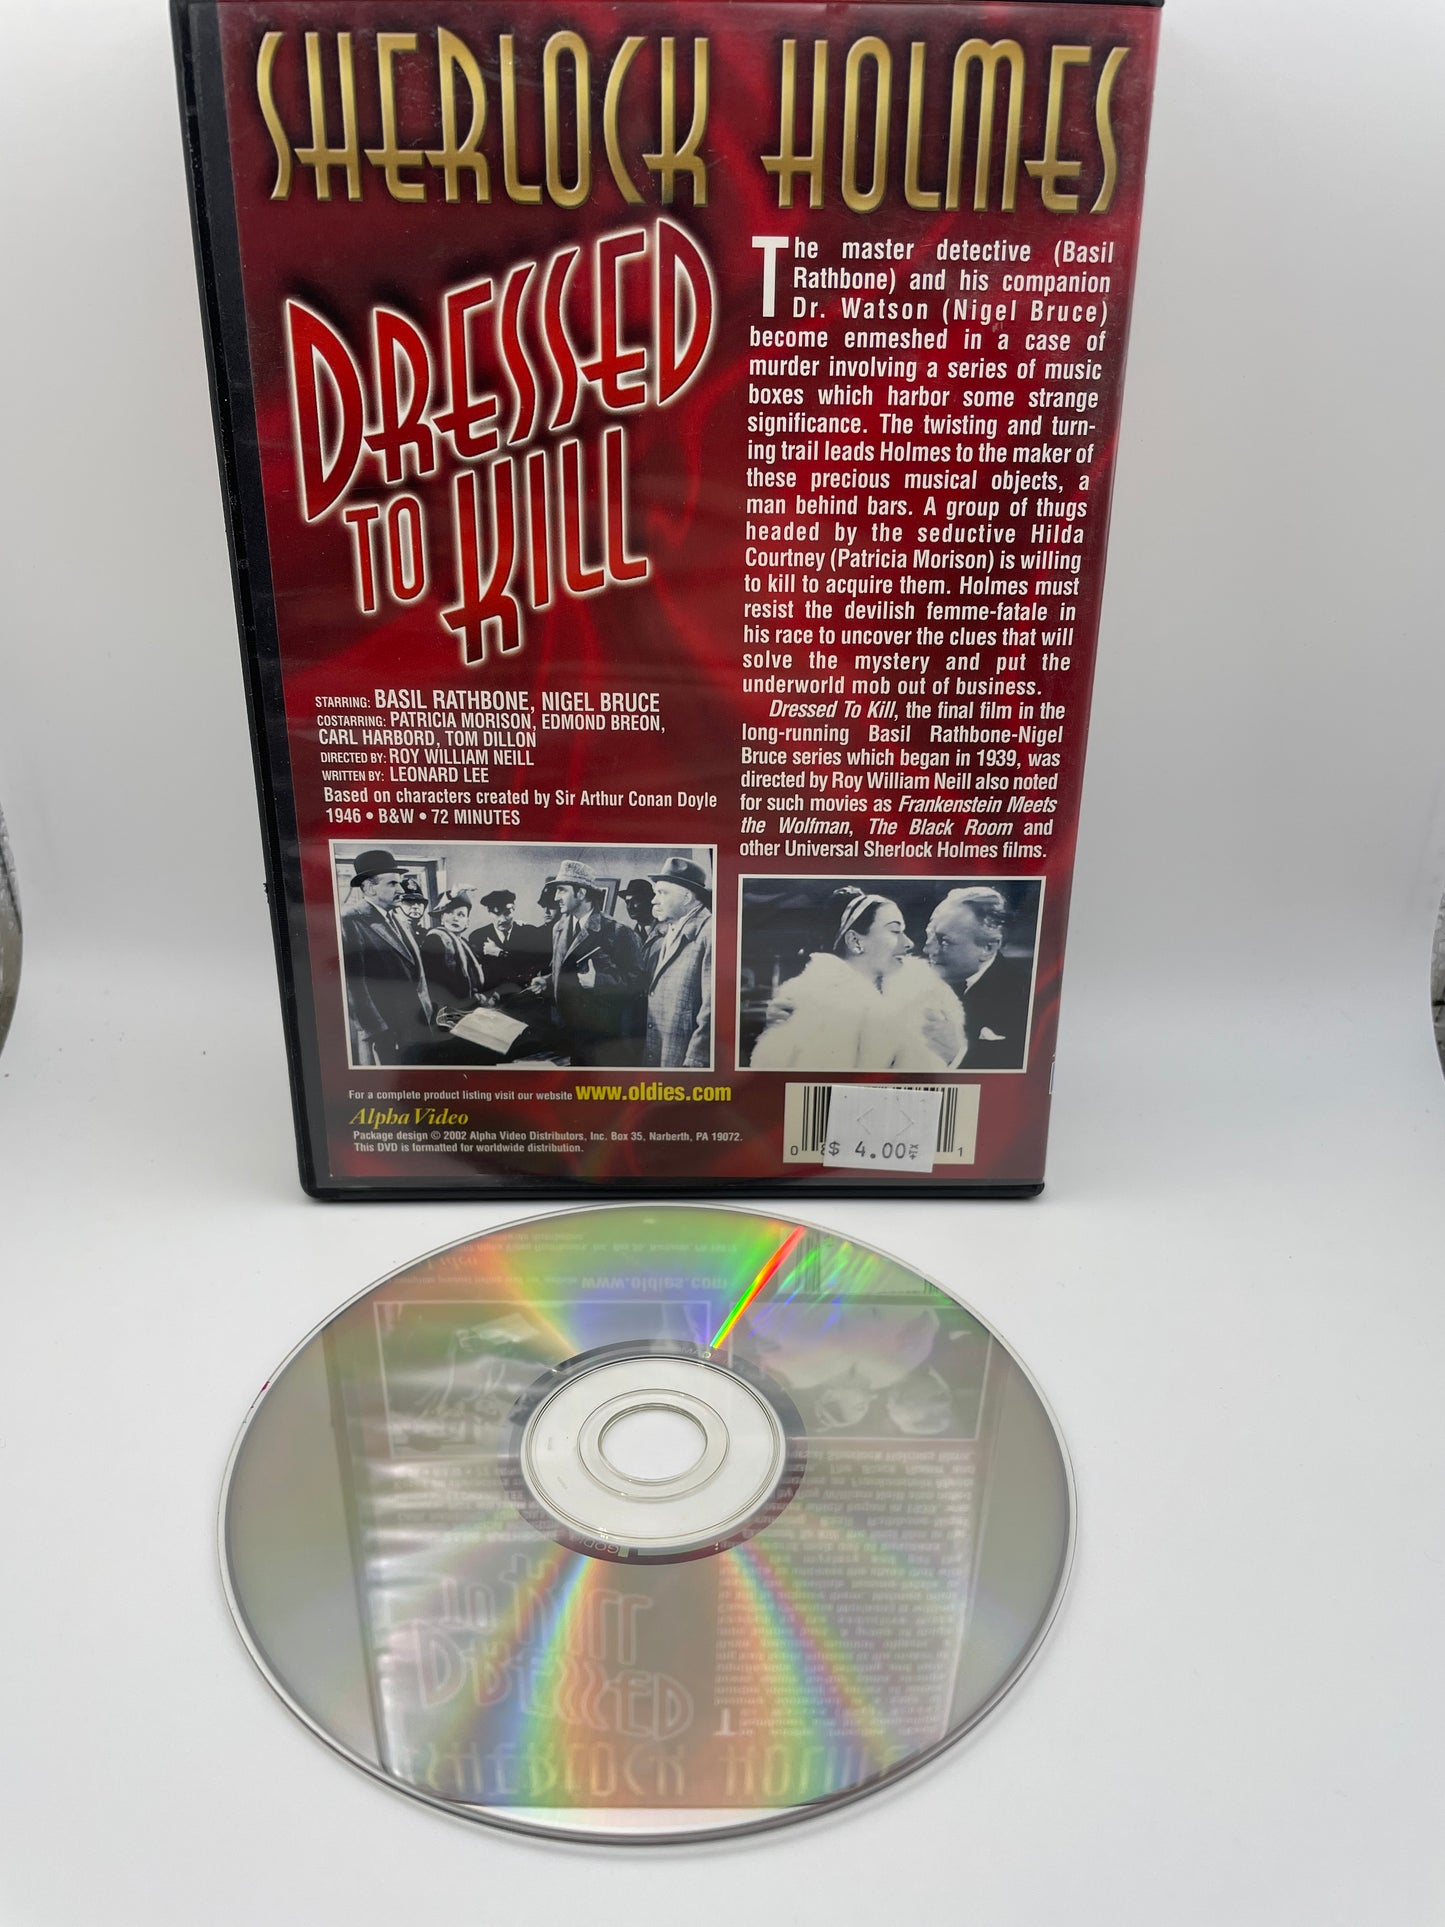 SHERLOCK HOLMES
DRESSED
TO KILL
The master detective (Basil
Rathbone) and his companion
Dr. Watson (Nigel Bruce)
become enmeshed in a case of
murder involving a series of music
boxes which harbor some strange
significance. The twisting and turn-
ing trail leads Holmes to the maker of
these precious musical objects, a
man behind bars. A group of thugs
headed by the seductive Hilda
Courtney (Patricia Morison) is willing
to kill to acquire them. Holmes must
resist the devilish femme-fatale in
his race to uncover the clues that will
solve the mystery and put the
underworld mob out of business.
Dressed To Kill, the final film in the
long-running Basil Rathbone-Nigel
Bruce series which began in 1939, was
directed by Roy William Neill also noted
for such movies as Frankenstein Meets
the Wolfman, The Black Room and
other Universal Sherlock Holmes films.
STARRING: BASIL RATHBONE, NIGEL BRUCE
COSTARRING: PATRICIA MORISON, EDMOND BREON,
CARL HARBORD, TOM DILLON
DIRECTED BY: ROY WILLIAM NEILL
WRITTEN BY: LEONARD LEE
Based on characters created by Sir Arthur Conan Doyle
1946 • B&W • 72 MINUTES
For a complete product listing visit our website www.oldies.com
Alpha Video
Package design © 2002 Alpha Video Distributors, Inc. Box 35, Narberth, PA 19072.
This DVD is formatted for worldwide distribution.
$ 4.00
0
1